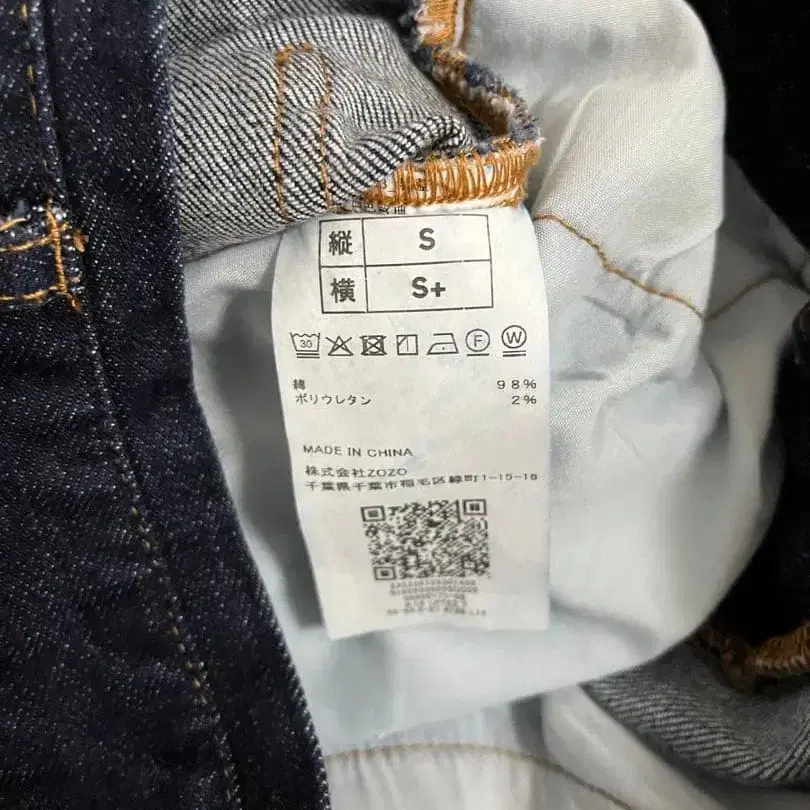 縦 S
横 S+
30 F W
綿 98%
ポリウレタン 2%
MADE IN CHINA
株式会社ZOZO
千葉県千葉市稲毛区緑町1-15-16